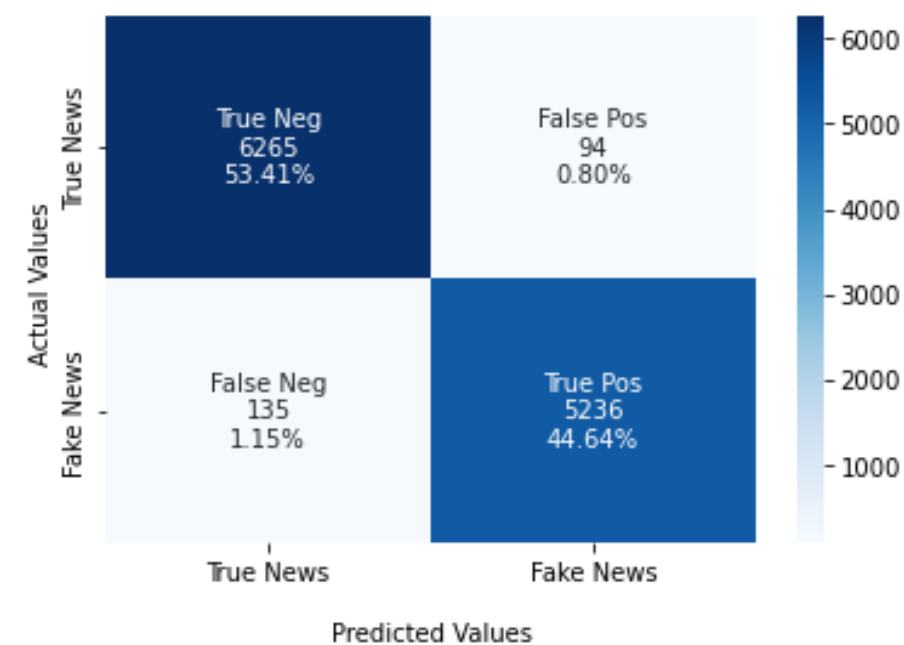 True Neg
6265
53.41%
False Pos
94
0.80%
False Neg
135
1.15%
True Pos
5236
44.64%
True News
Fake News
Actual Values
True News
Fake News
Predicted Values
6000
5000
4000
3000
2000
1000